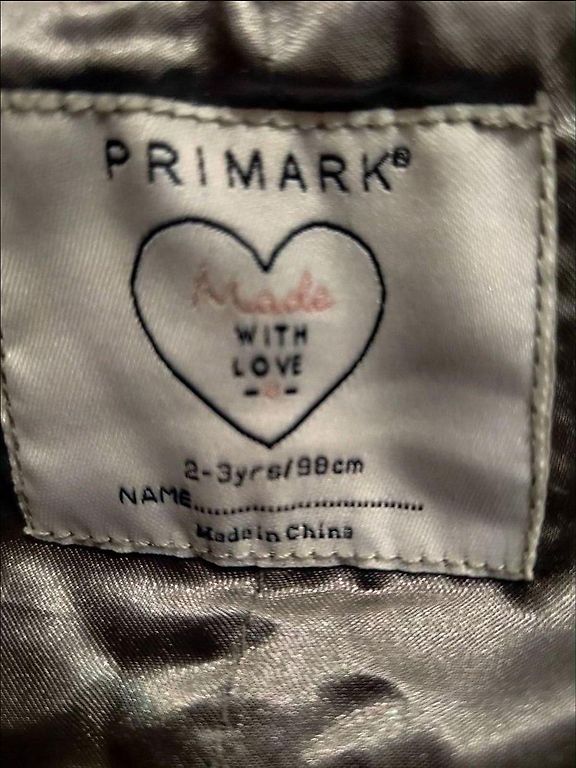 PRIMARK®
Made
WITH
LOVE
2-3yrs/98cm
NAME..............................
Made in China